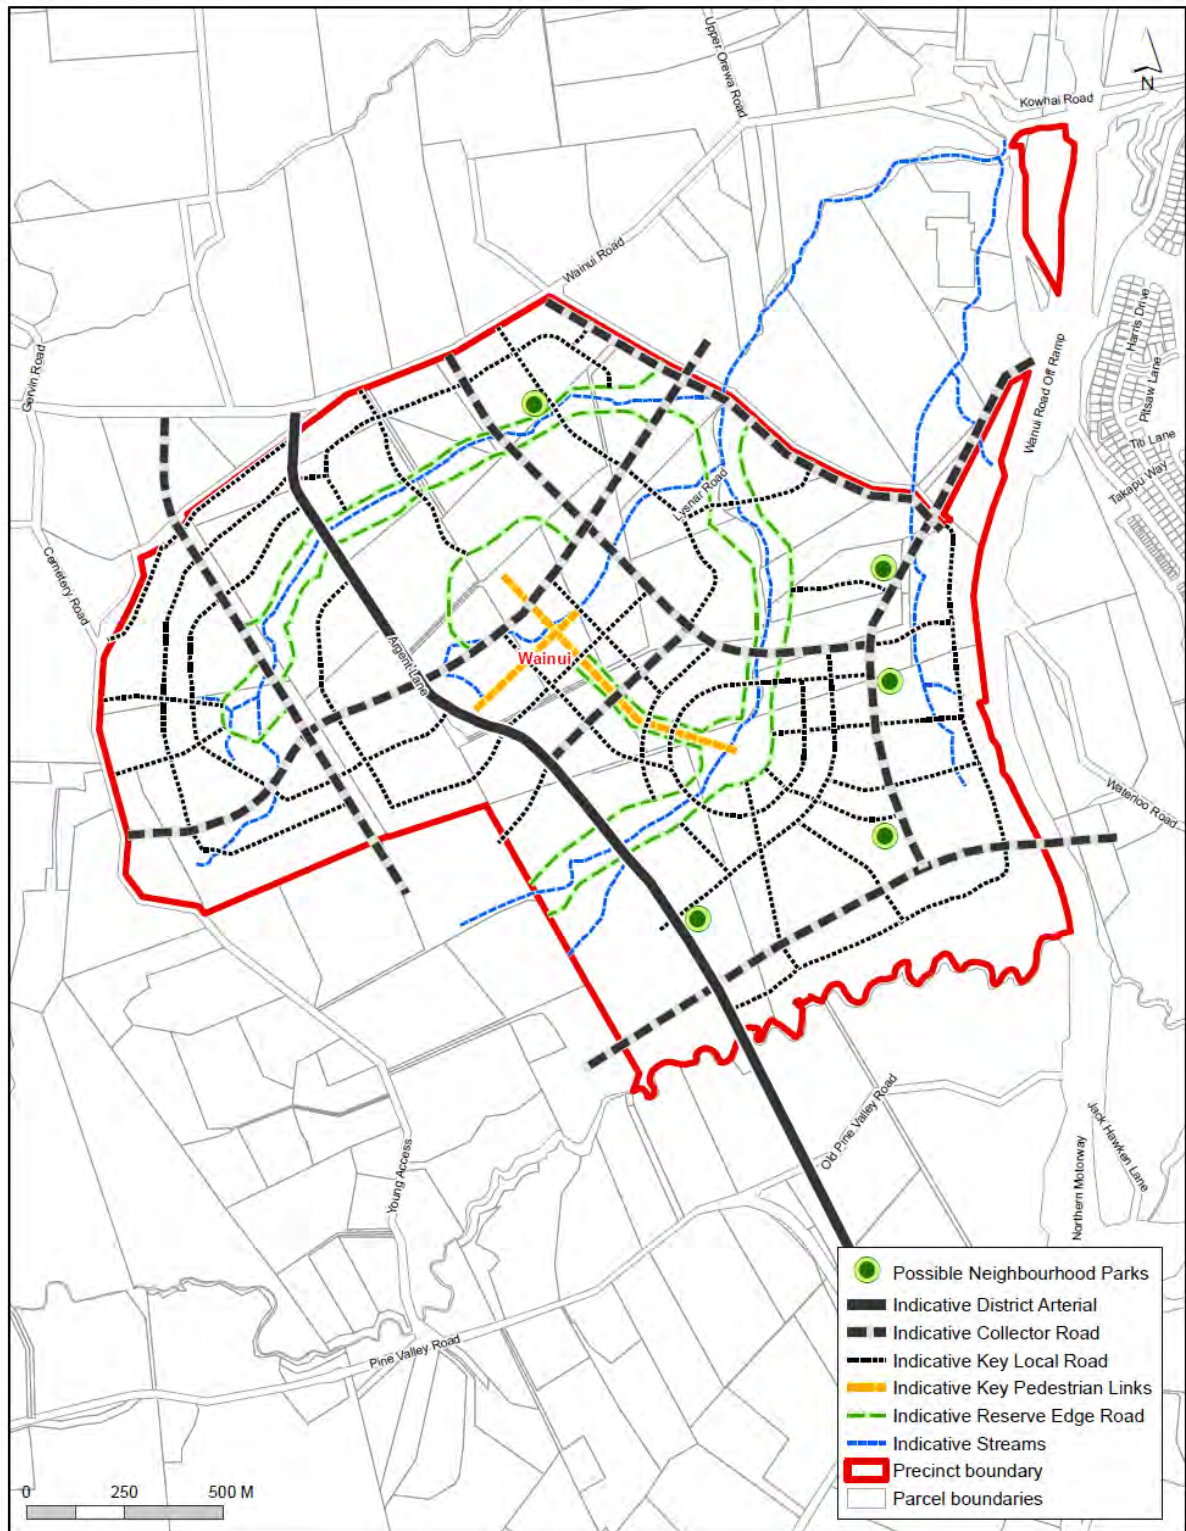 Upper Orewa Road
N
Kowhai Road
Wainui Road
Harris Drive
Pitsaw Lane
Wanui Road Off Ramp
Gervin Road
Titi Lane
Takapu Way
Lysnar Road
Cemetery Road
Argent Lane
Wainui
Waterloo Road
Old Pine Valley Road
Jack Hawken Lane
Young Access
Northern Motorway
Pine Valley Road
Possible Neighbourhood Parks
Indicative District Arterial
Indicative Collector Road
Indicative Key Local Road
Indicative Key Pedestrian Links
Indicative Reserve Edge Road
Indicative Streams
Precinct boundary
Parcel boundaries
0 250 500 M